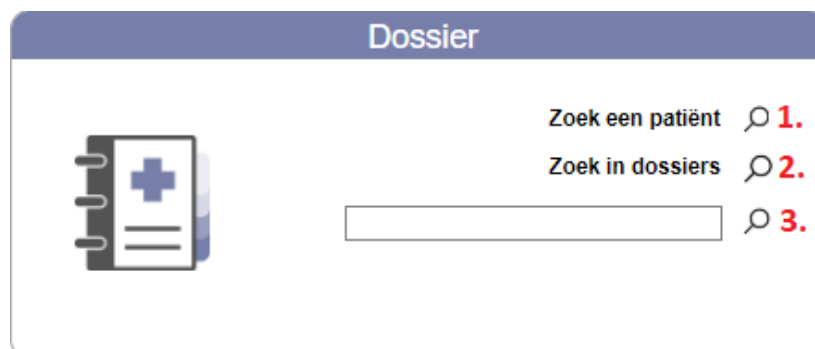 Dossier
Zoek een patiënt 1.
Zoek in dossiers 2.
3.